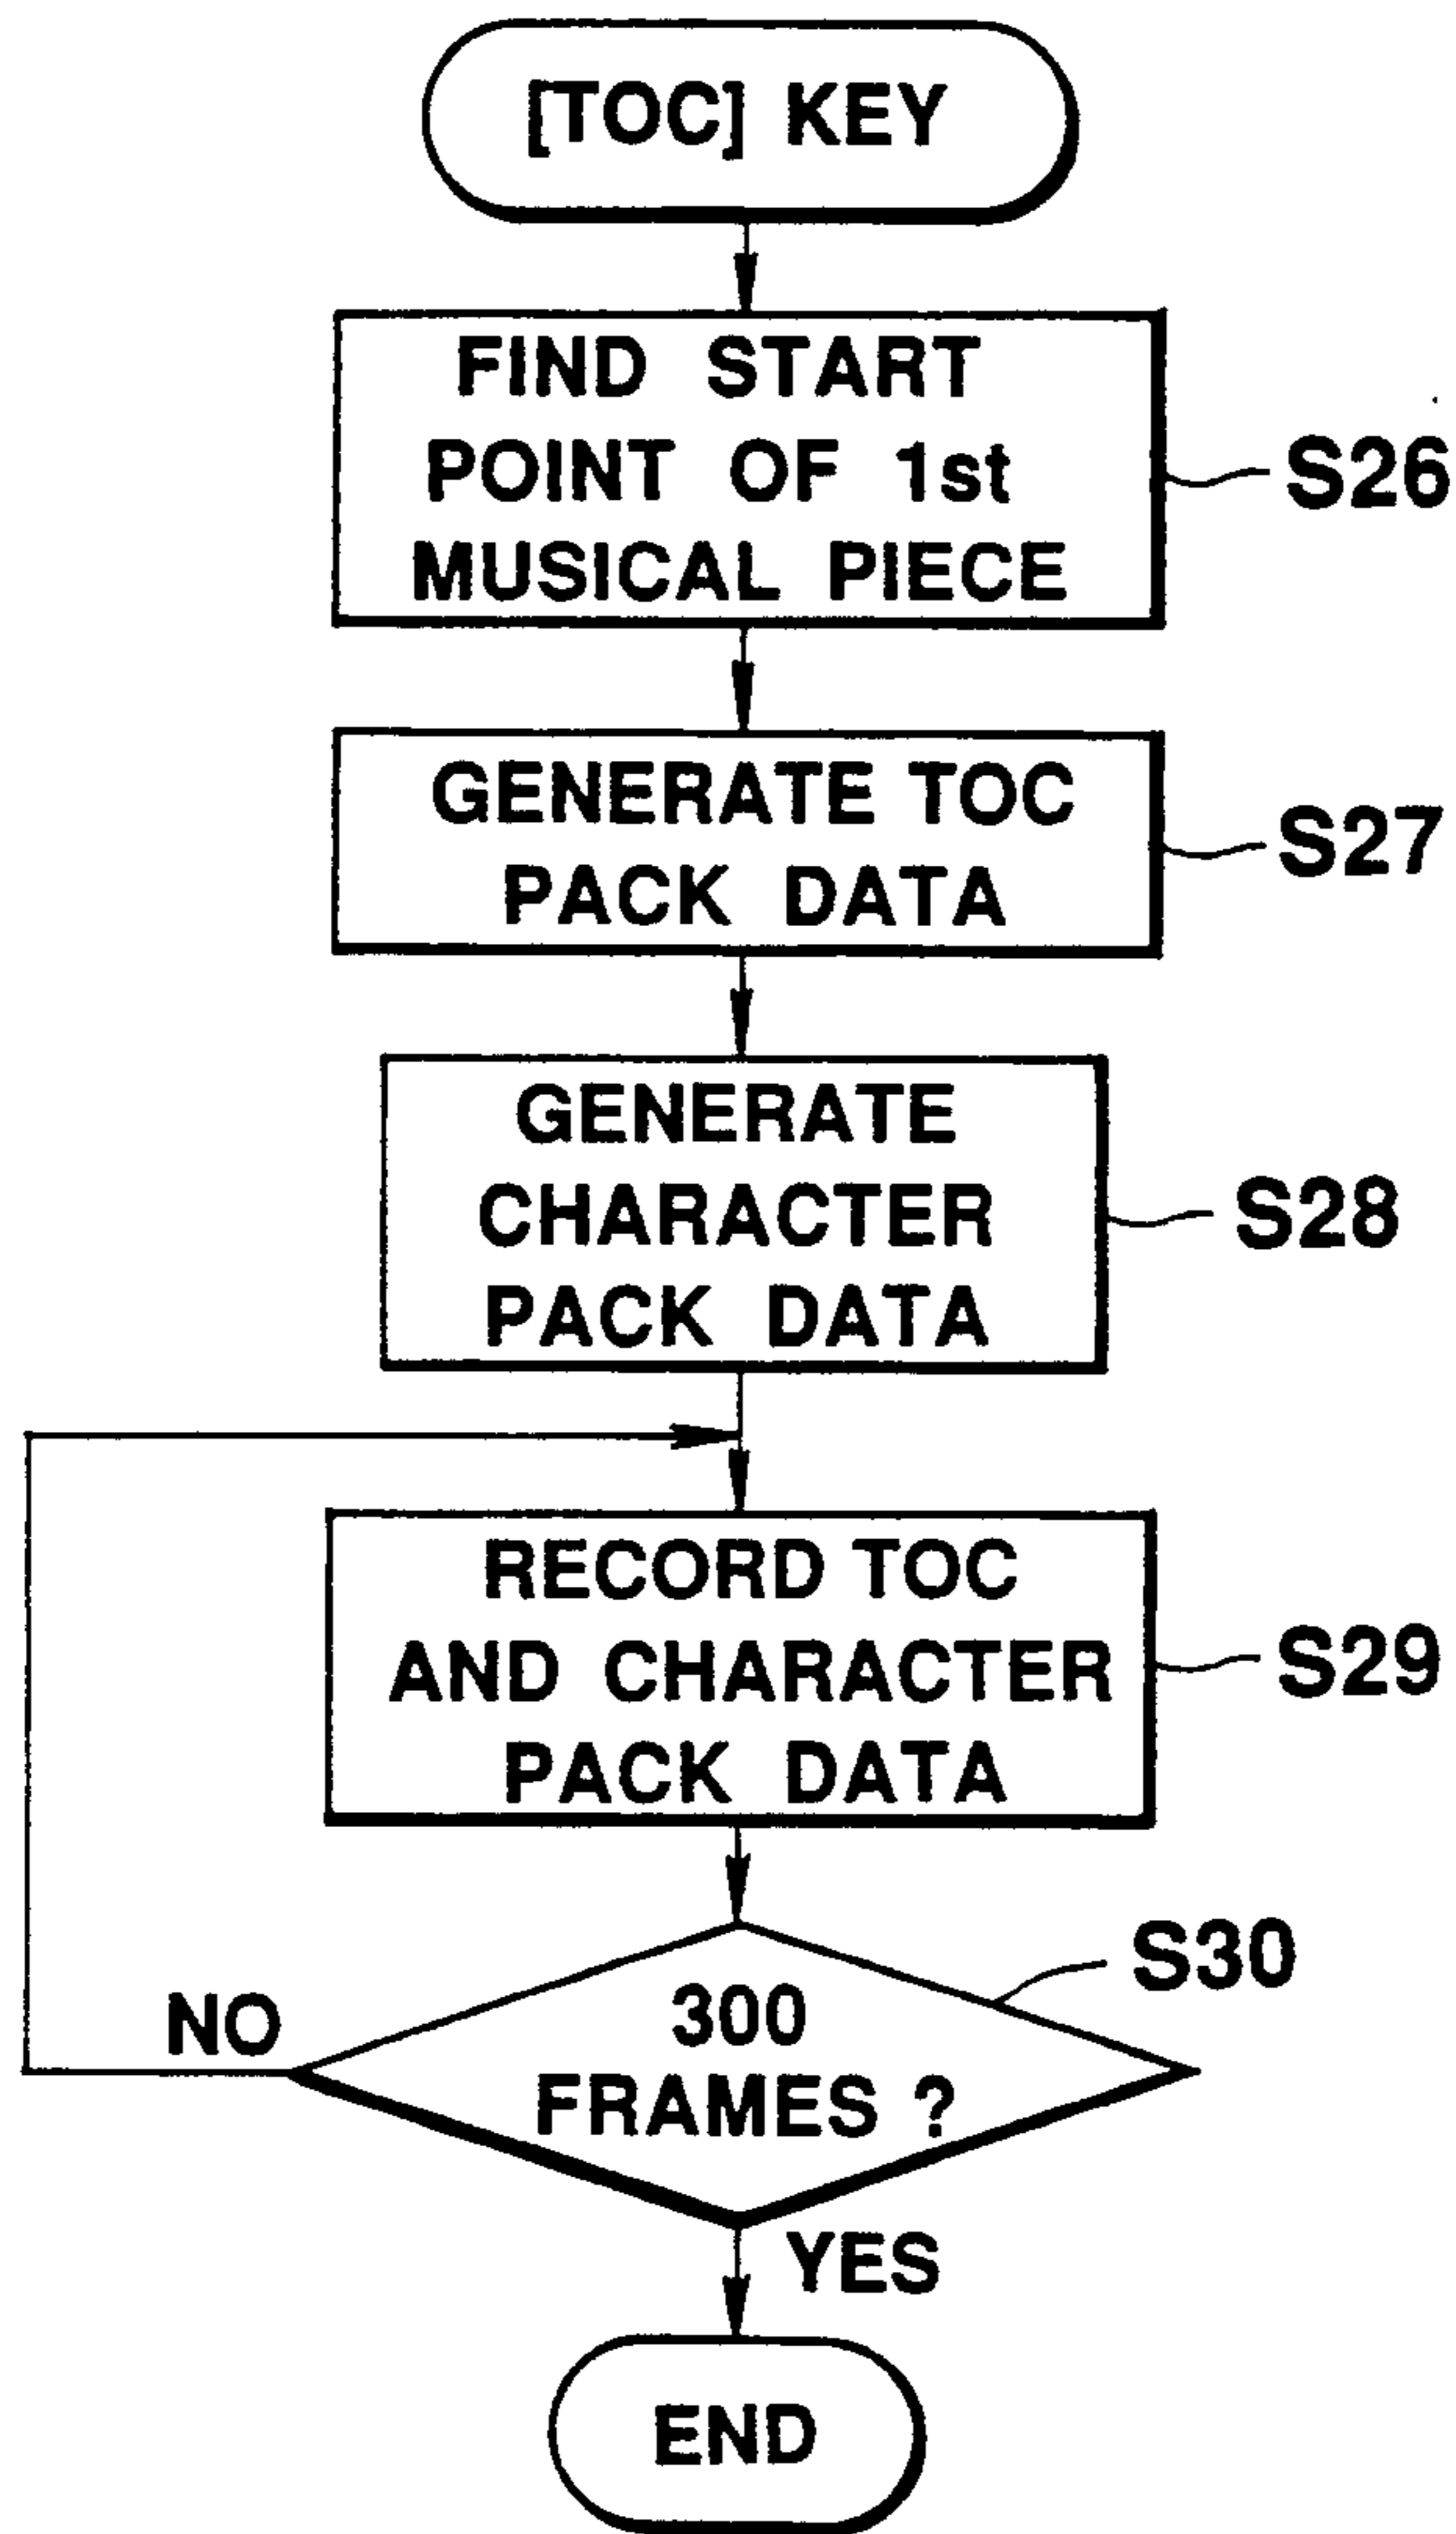 [TOC] KEY
FIND START
POINT OF 1st
MUSICAL PIECE
S26
GENERATE TOC
PACK DATA
S27
GENERATE
CHARACTER
PACK DATA
S28
RECORD TOC
AND CHARACTER
PACK DATA
S29
S30
300
FRAMES ?
NO
YES
END